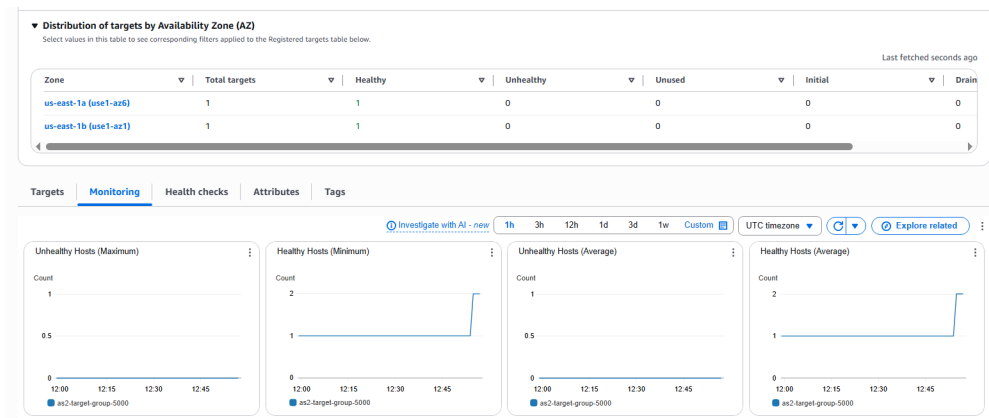 Distribution of targets by Availability Zone (AZ)
Select values in this table to see corresponding filters applied to the Registered targets table below.
Last fetched seconds ago
Zone Total targets Healthy Unhealthy Unused Initial Drain
us-east-1a (use1-az6) 1 1 0 0 0 0
us-east-1b (use1-az1) 1 1 0 0 0 0
Targets Monitoring Health checks Attributes Tags
Investigate with AI - new 1h 3h 12h 1d 3d 1w Custom UTC timezone Explore related
Unhealthy Hosts (Maximum)
Count
1
0.5
0
12:00 12:15 12:30 12:45
as2-target-group-5000
Healthy Hosts (Minimum)
Count
2
1
0
12:00 12:15 12:30 12:45
as2-target-group-5000
Unhealthy Hosts (Average)
Count
1
0.5
0
12:00 12:15 12:30 12:45
as2-target-group-5000
Healthy Hosts (Average)
Count
2
1
0
12:00 12:15 12:30 12:45
as2-target-group-5000